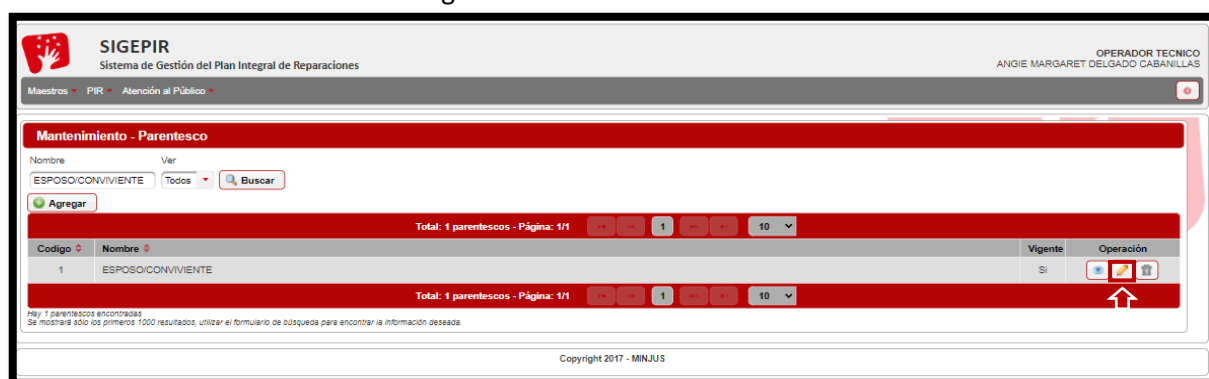 SIGEPIR
Sistema de Gestión del Plan Integral de Reparaciones
OPERADOR TECNICO
ANGIE MARGARET DELGADO CABANILLAS
Maestros PIR Atención al Público
Mantenimiento - Parentesco
Nombre Ver
ESPOSO/CONVIVIENTE Todos Buscar
Agregar
Total: 1 parentescos - Página: 1/1 1 10
Codigo Nombre Vigente Operación
1 ESPOSO/CONVIVIENTE Si
Total: 1 parentescos - Página: 1/1 1 10
Hay 1 parentescos encontradas
Se mostrará sólo los primeros 1000 resultados, utilizar el formulario de búsqueda para encontrar la información deseada.
Copyright 2017 - MINJUS